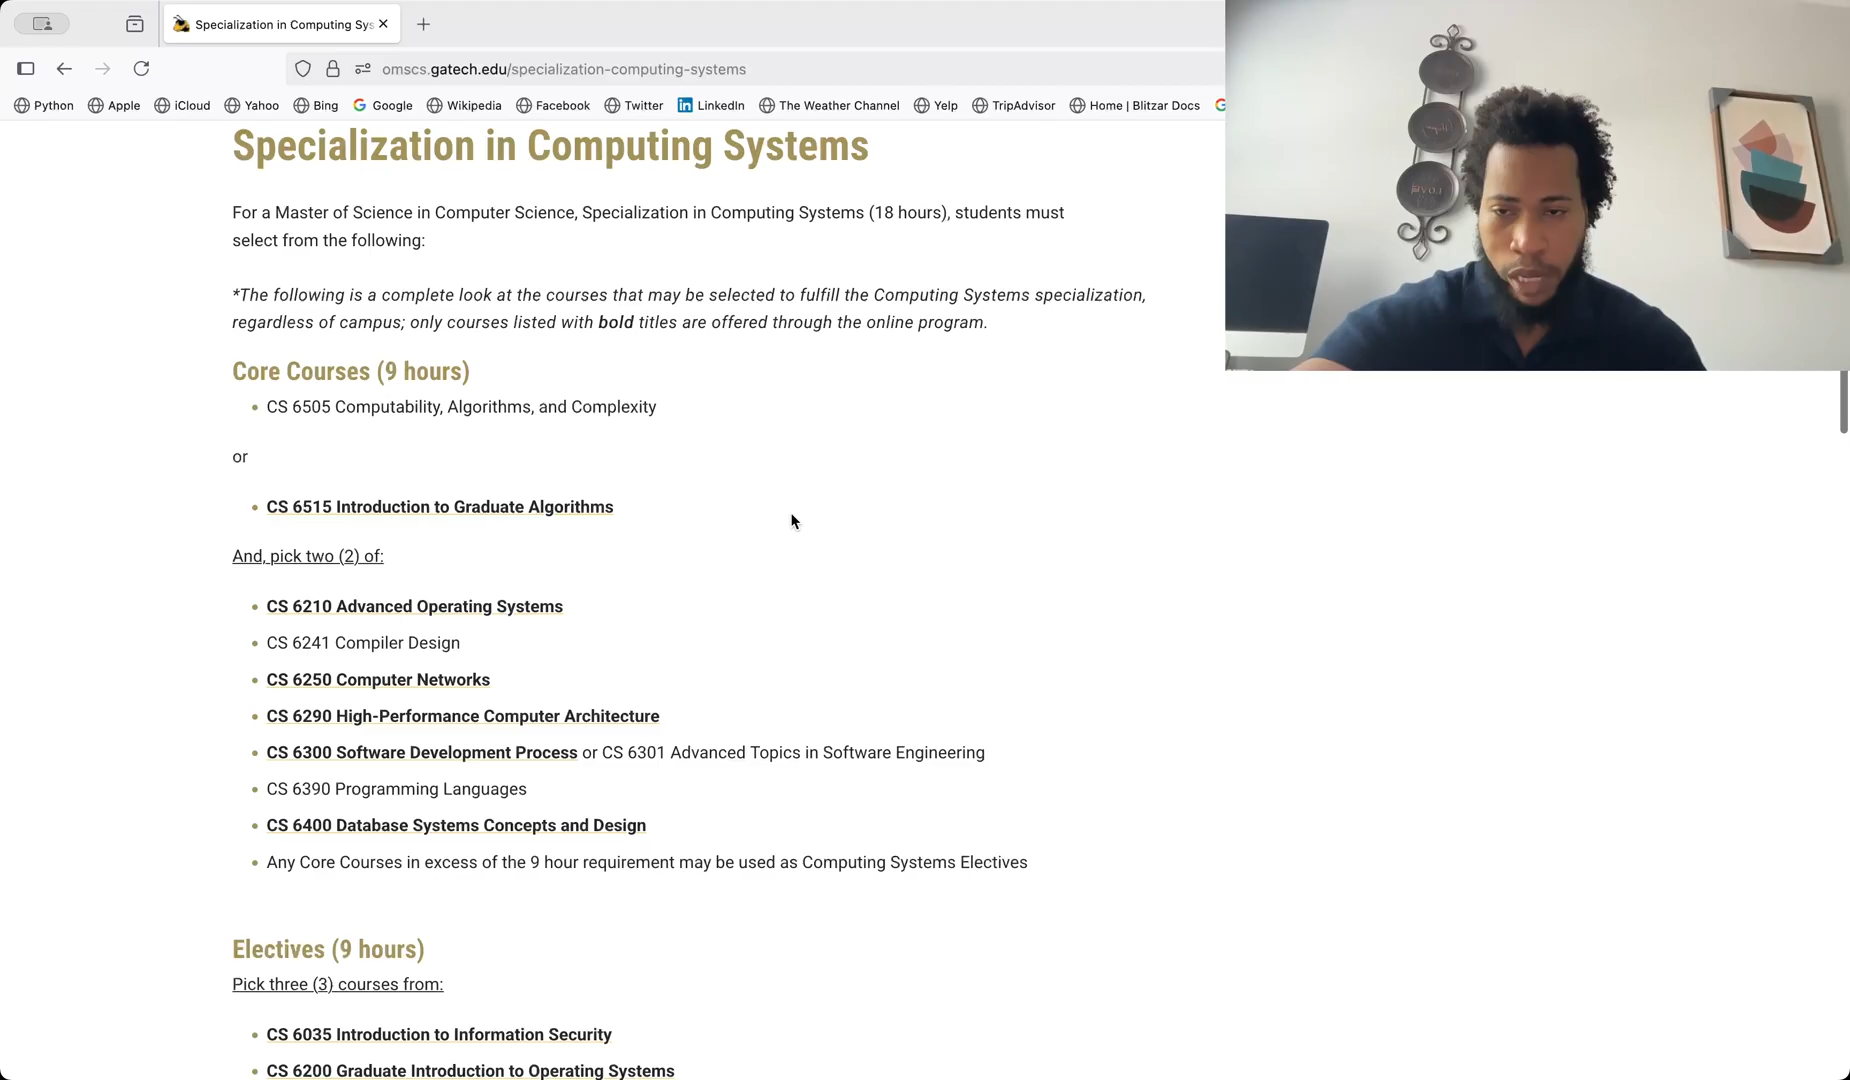 Specialization in Computing Sys
omscs.gatech.edu/specialization-computing-systems
Python Apple iCloud Yahoo Bing Google Wikipedia Facebook Twitter LinkedIn The Weather Channel Yelp TripAdvisor Home | Blitzar Docs
Specialization in Computing Systems
For a Master of Science in Computer Science, Specialization in Computing Systems (18 hours), students must
select from the following:
*The following is a complete look at the courses that may be selected to fulfill the Computing Systems specialization,
regardless of campus; only courses listed with bold titles are offered through the online program.
Core Courses (9 hours)
• CS 6505 Computability, Algorithms, and Complexity
or
• CS 6515 Introduction to Graduate Algorithms
And, pick two (2) of:
• CS 6210 Advanced Operating Systems
• CS 6241 Compiler Design
• CS 6250 Computer Networks
• CS 6290 High-Performance Computer Architecture
• CS 6300 Software Development Process or CS 6301 Advanced Topics in Software Engineering
• CS 6390 Programming Languages
• CS 6400 Database Systems Concepts and Design
• Any Core Courses in excess of the 9 hour requirement may be used as Computing Systems Electives
Electives (9 hours)
Pick three (3) courses from:
• CS 6035 Introduction to Information Security
• CS 6200 Graduate Introduction to Operating Systems